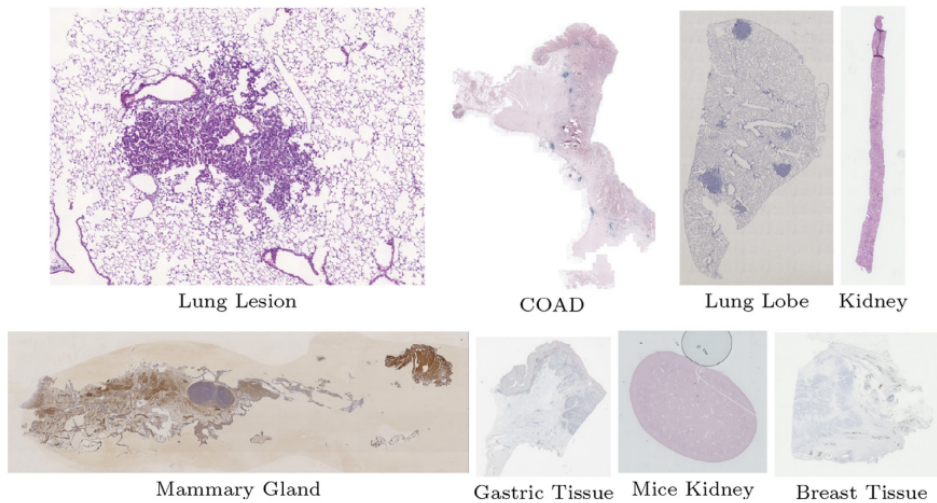 Lung Lesion
COAD
Lung Lobe
Kidney
Mammary Gland
Gastric Tissue
Mice Kidney
Breast Tissue